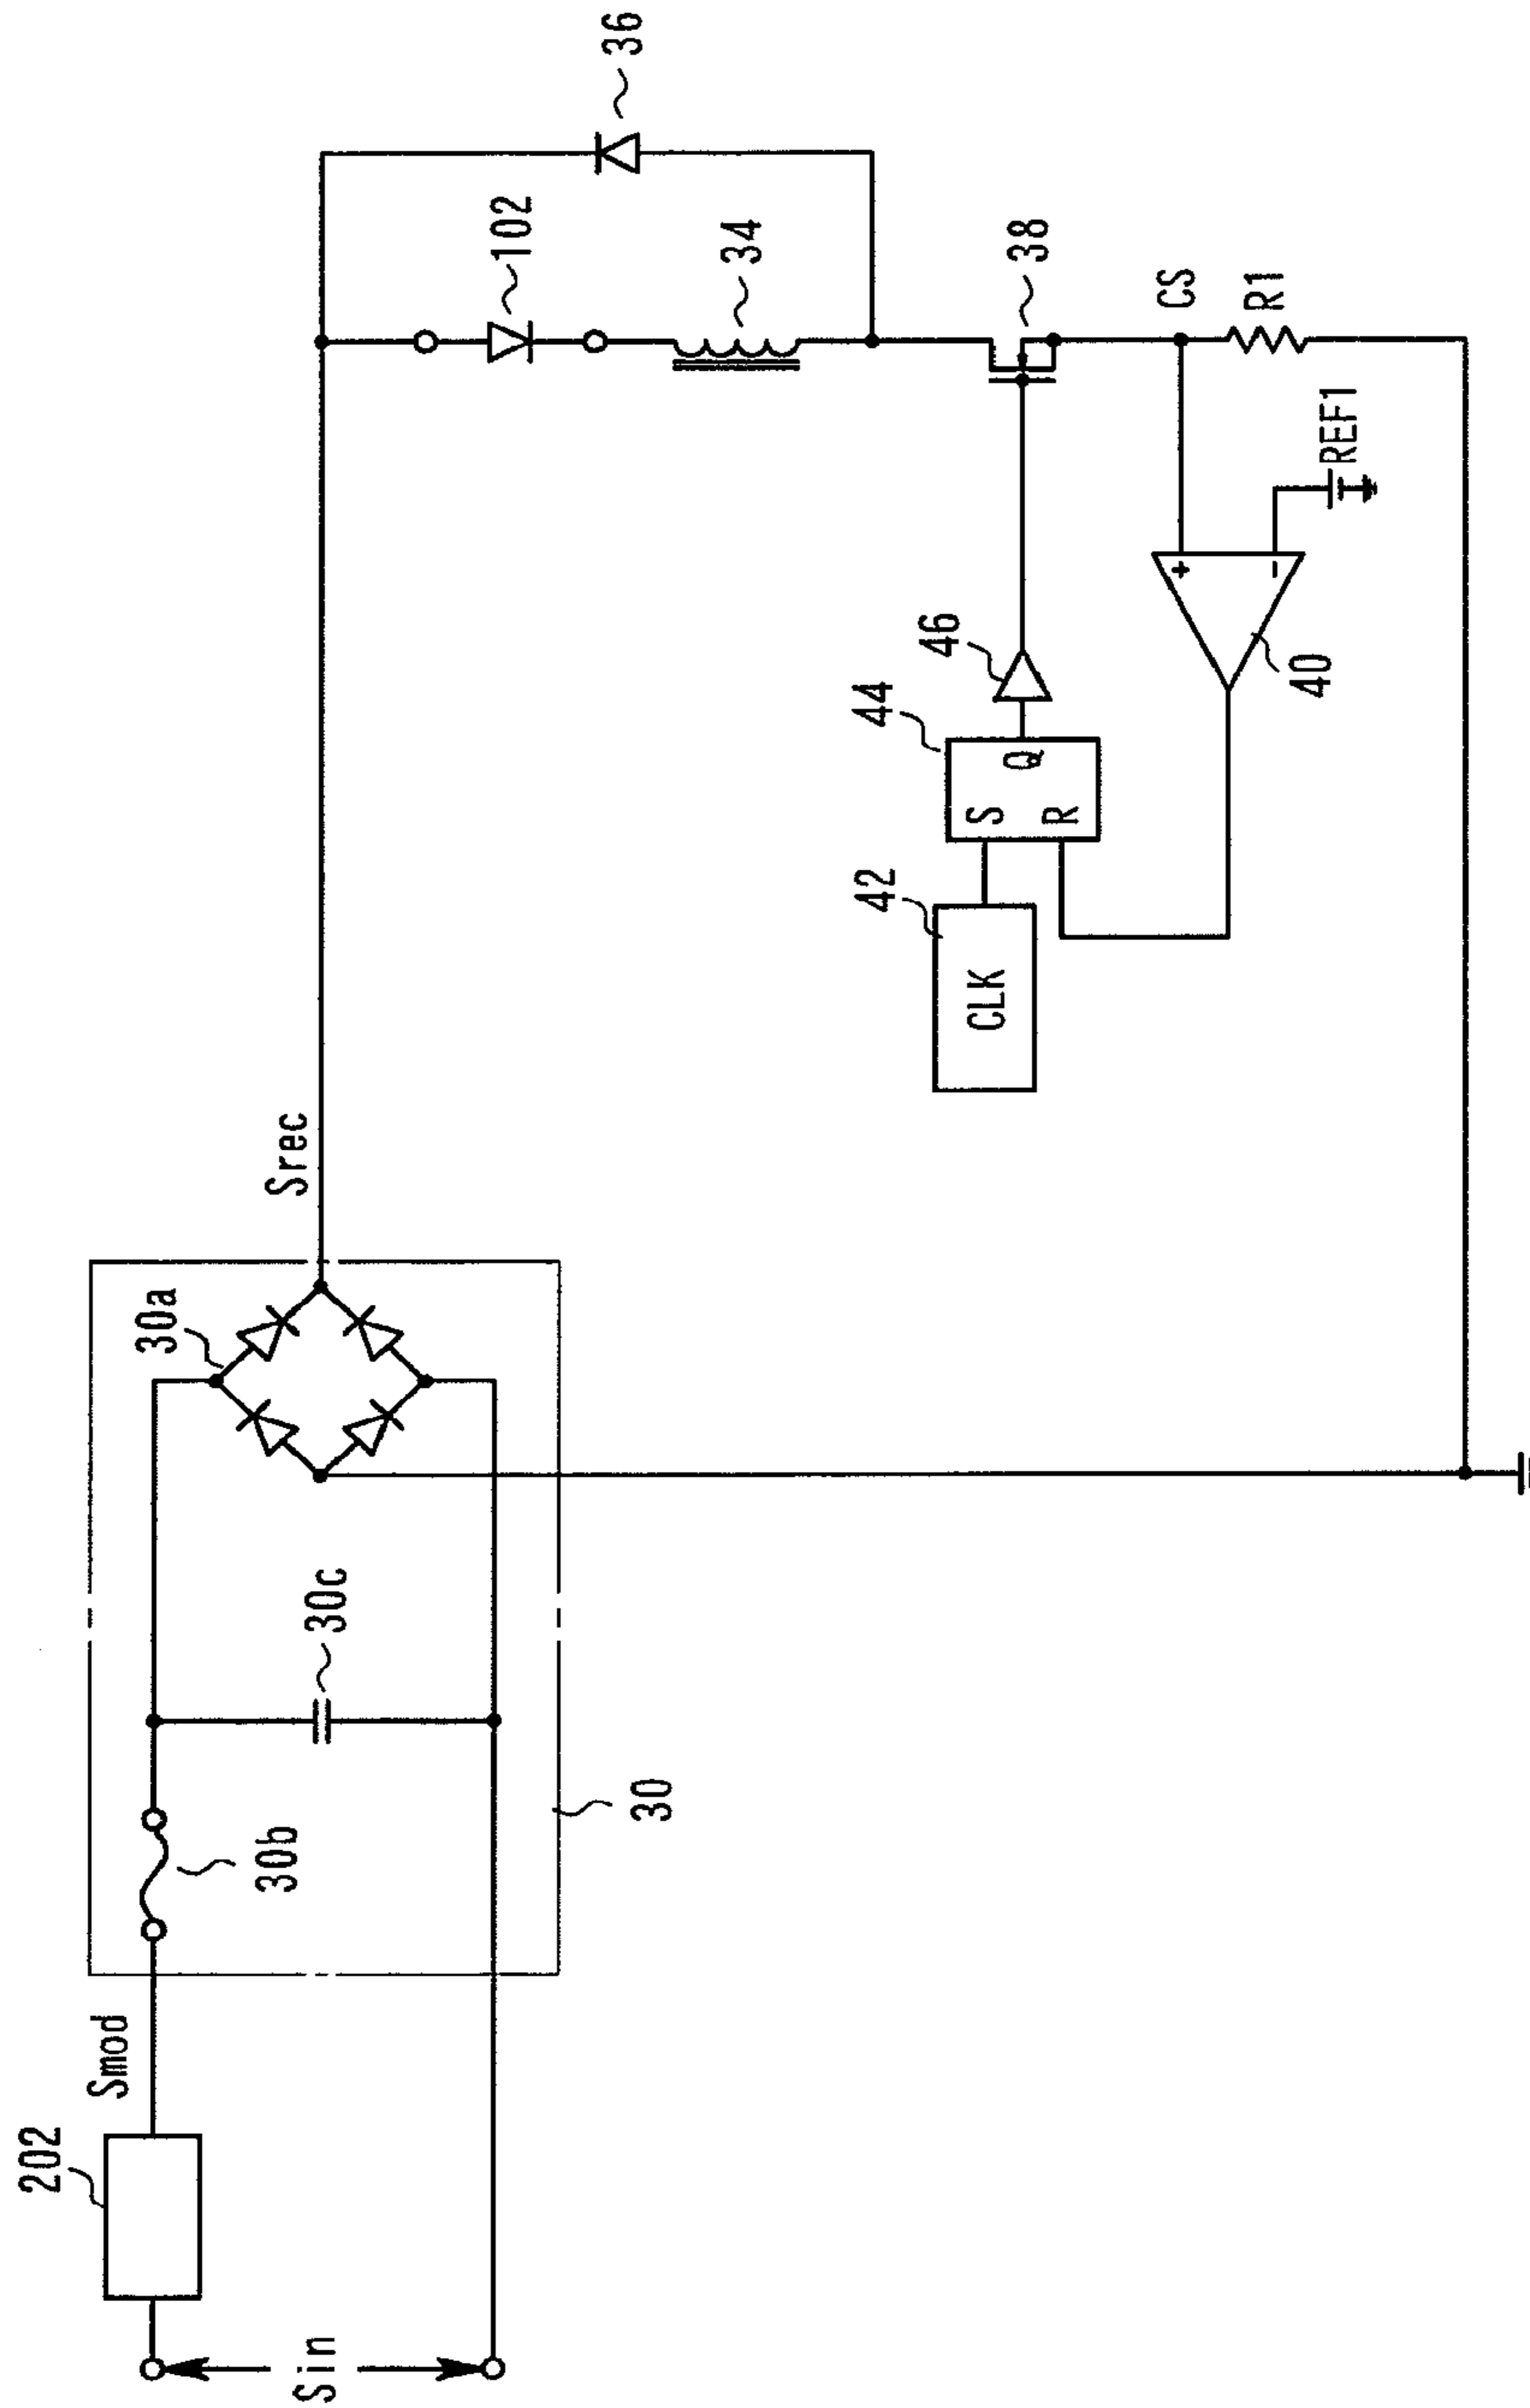 202
Smod
Sin
30b
30c
30
30a
Srec
CLK
42
S
R
Q
44
46
+
-
40
REF1
102
36
34
38
CS
R1